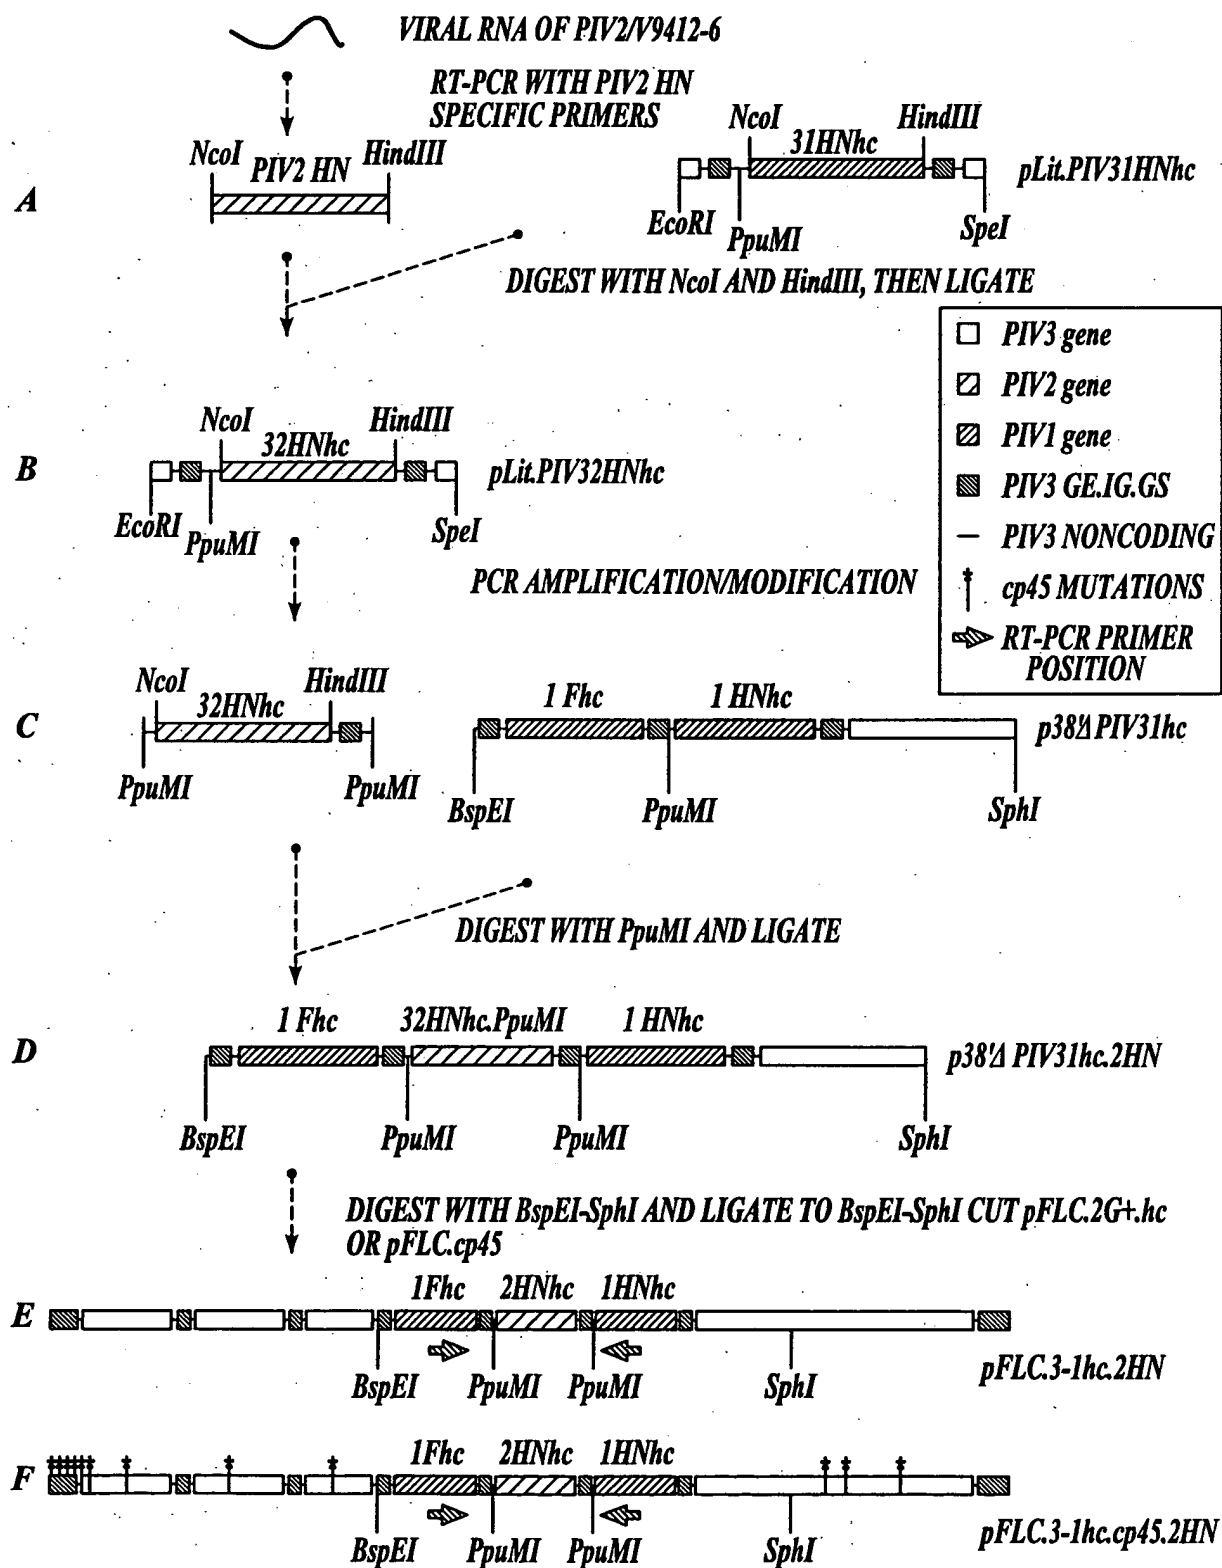 VIRAL RNA OF PIV2/V9412-6
RT-PCR WITH PIV2 HN
SPECIFIC PRIMERS
A
NcoI PIV2 HN HindIII
NcoI 31HNhc HindIII
pLit.PIV31HNhc
EcoRI PpuMI SpeI
DIGEST WITH NcoI AND HindIII, THEN LIGATE
PIV3 gene
PIV2 gene
PIV1 gene
PIV3 GE.IG.GS
PIV3 NONCODING
cp45 MUTATIONS
RT-PCR PRIMER
POSITION
B
NcoI 32HNhc HindIII
pLit.PIV32HNhc
EcoRI PpuMI SpeI
PCR AMPLIFICATION/MODIFICATION
C
NcoI 32HNhc HindIII
PpuMI PpuMI
1 Fhc 1 HNhc
p38'Δ PIV31hc
BspEI PpuMI SphI
DIGEST WITH PpuMI AND LIGATE
D
1 Fhc 32HNhc.PpuMI 1 HNhc
p38'Δ PIV31hc.2HN
BspEI PpuMI PpuMI SphI
DIGEST WITH BspEI-SphI AND LIGATE TO BspEI-SphI CUT pFLC.2G+.hc
OR pFLC.cp45
E
1Fhc 2HNhc 1HNhc
BspEI PpuMI PpuMI SphI
pFLC.3-1hc.2HN
F
1Fhc 2HNhc 1HNhc
BspEI PpuMI PpuMI SphI
pFLC.3-1hc.cp45.2HN